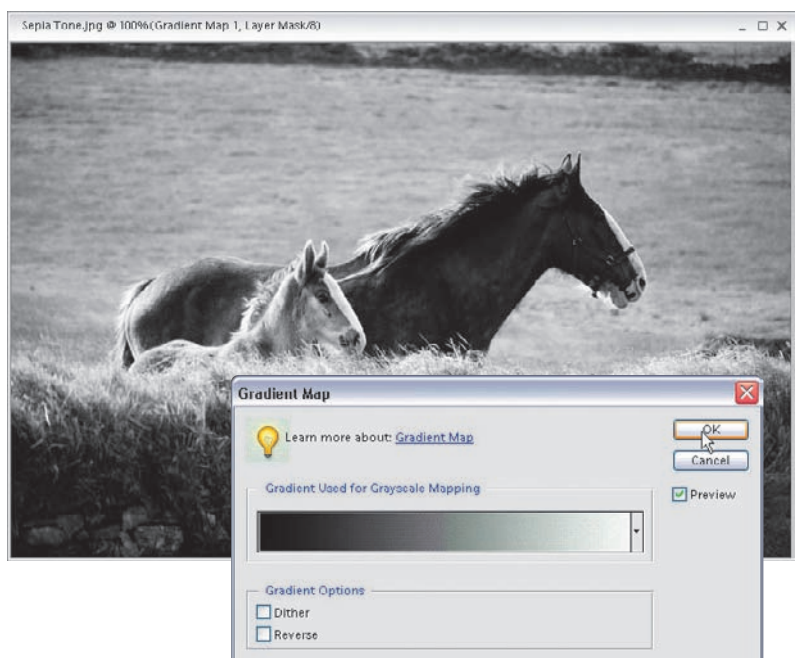 Sepia Tone.jpg @ 100%(Gradient Map 1, Layer Mask/8)
Gradient Map
Learn more about: Gradient Map
OK
Cancel
Gradient Used for Grayscale Mapping
Preview
Gradient Options
Dither
Reverse